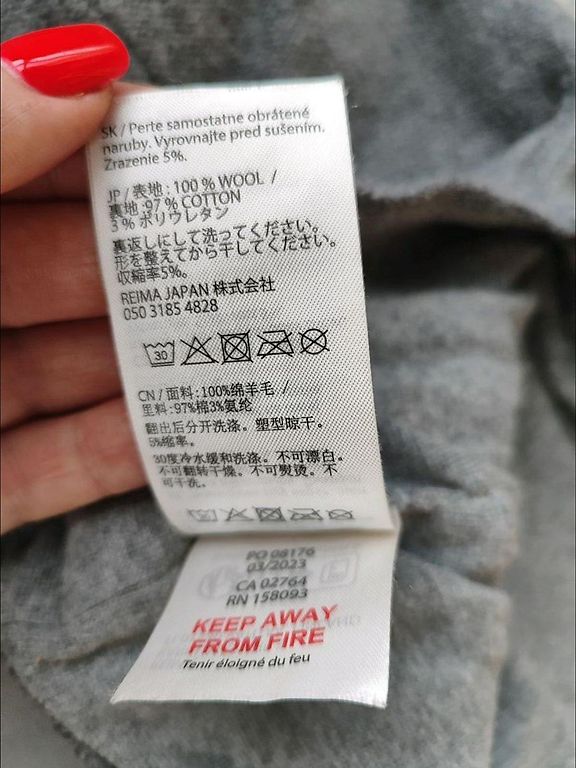 SK / Perte samostatne obrátené
naruby. Vyrovnajte pred sušením.
Zrazenie 5%.
JP / 表地 : 100 % WOOL /
裏地 :97 % COTTON
3 % ポリウレタン
裏返しにして洗ってください。
形を整えてから干してください。
収縮率5%。
REIMA JAPAN 株式会社
050 3185 4828
30
CN / 面料 : 100%绵羊毛 /
里料 : 97%棉3%氨纶
翻出后分开洗涤。塑型晾干。
5%缩率。
30度冷水缓和洗涤。不可漂白。
不可翻转干燥。不可熨烫。不
可干洗。
PO 06176
03/2023
CA 02764
RN 158093
KEEP AWAY
FROM FIRE
Tenir éloigné du feu